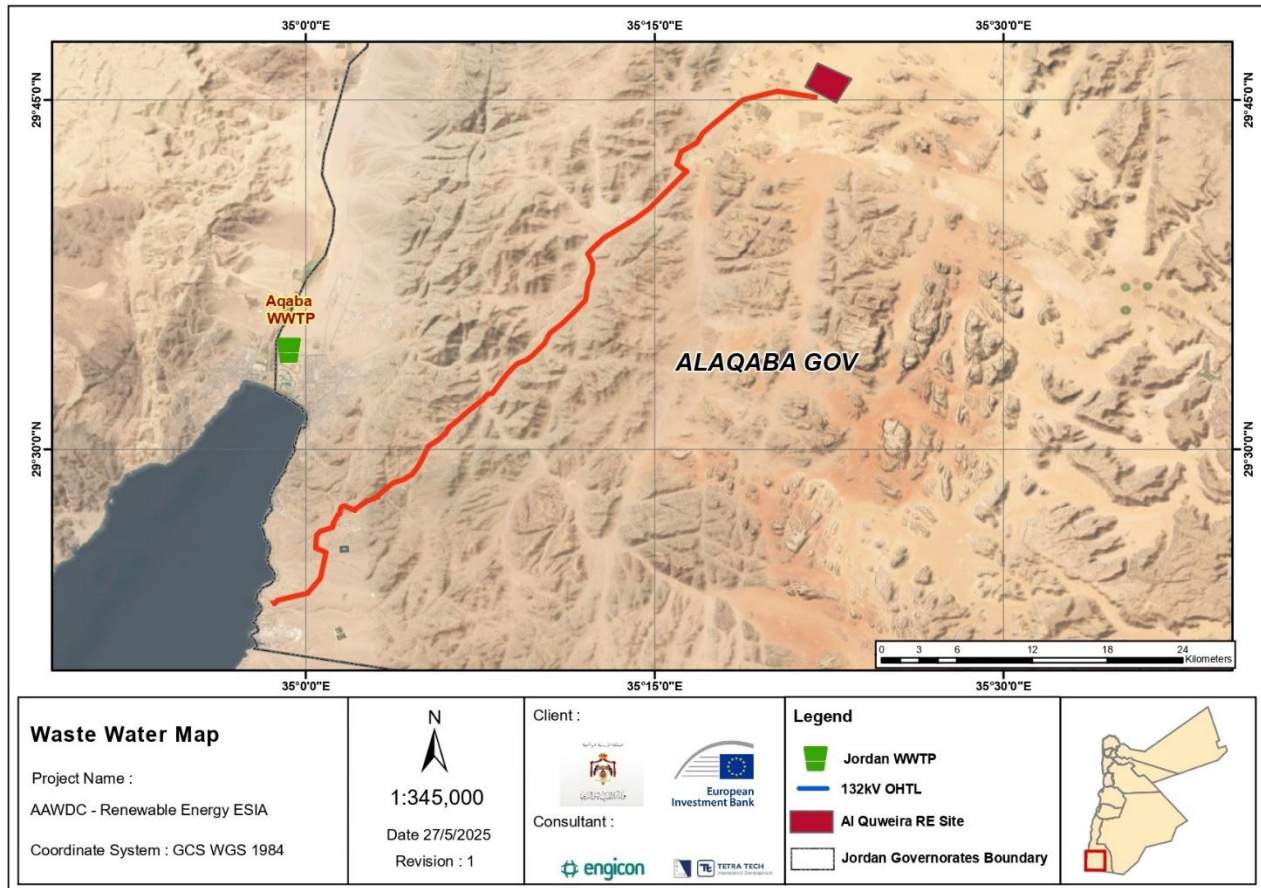 35°0'0"E
35°15'0"E
35°30'0"E
29°45'0"N
29°45'0"N
Aqaba
WWTP
ALAQABA GOV
29°30'0"N
29°30'0"N
0 3 6 12 18 24
Kilometers
35°0'0"E
35°15'0"E
35°30'0"E
Waste Water Map
Project Name :
AAWDC - Renewable Energy ESIA
Coordinate System : GCS WGS 1984
N
1:345,000
Date 27/5/2025
Revision : 1
Client :
European
Investment Bank
Consultant :
engicon
TETRA TECH
International Development
Legend
Jordan WWTP
132kV OHTL
Al Quweira RE Site
Jordan Governorates Boundary